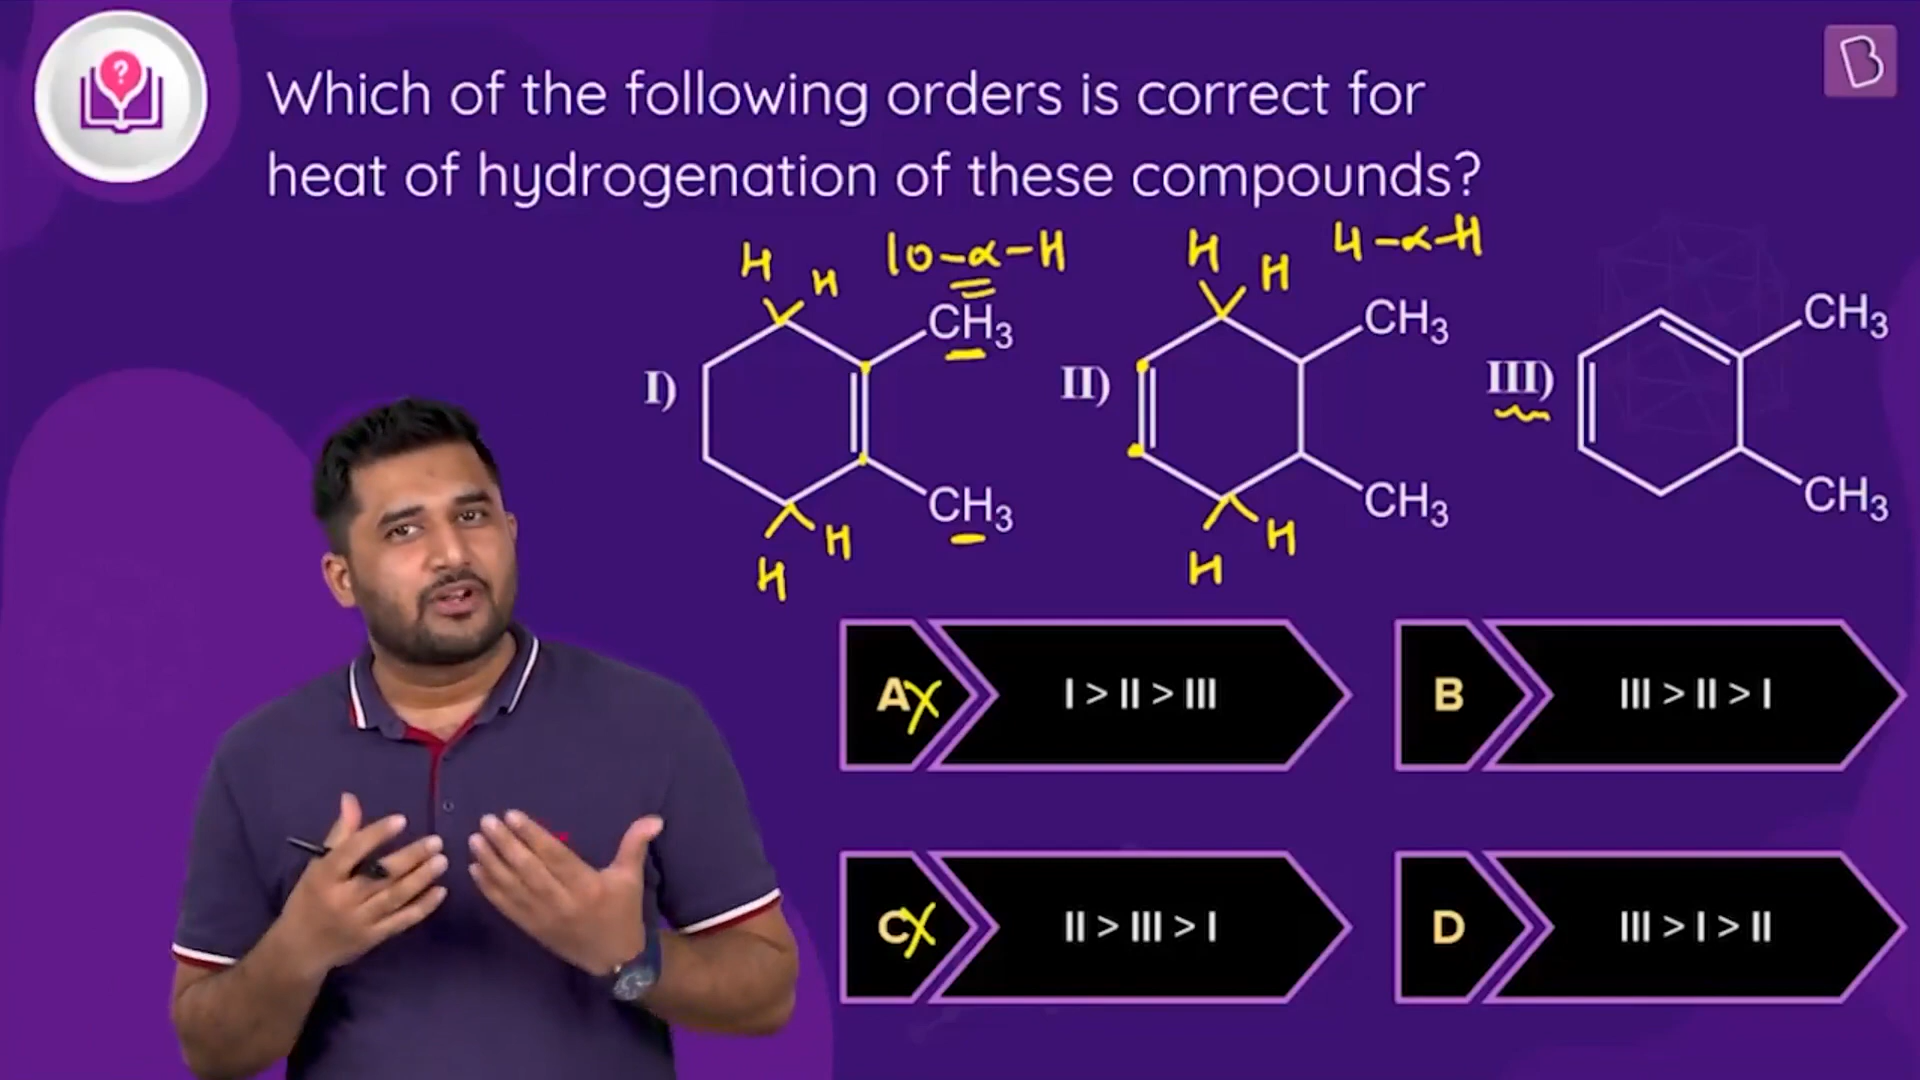 ?
B
Which of the following orders is correct for
heat of hydrogenation of these compounds?
H H 10-α-H
I) CH3
CH3
H H
H H 4-α-H
II) CH3
CH3
H H
III) CH3
CH3
A X I > II > III
B III > II > I
C X II > III > I
D III > I > II